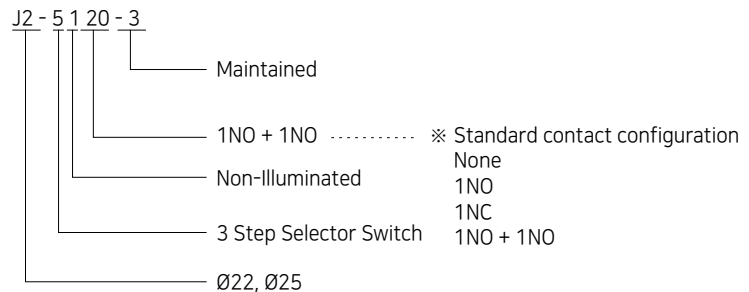 J2 - 5 1 20 - 3
Maintained
1NO + 1NO ·········· ※ Standard contact configuration
None
Non-Illuminated
1NO
1NC
3 Step Selector Switch
1NO + 1NO
Ø22, Ø25